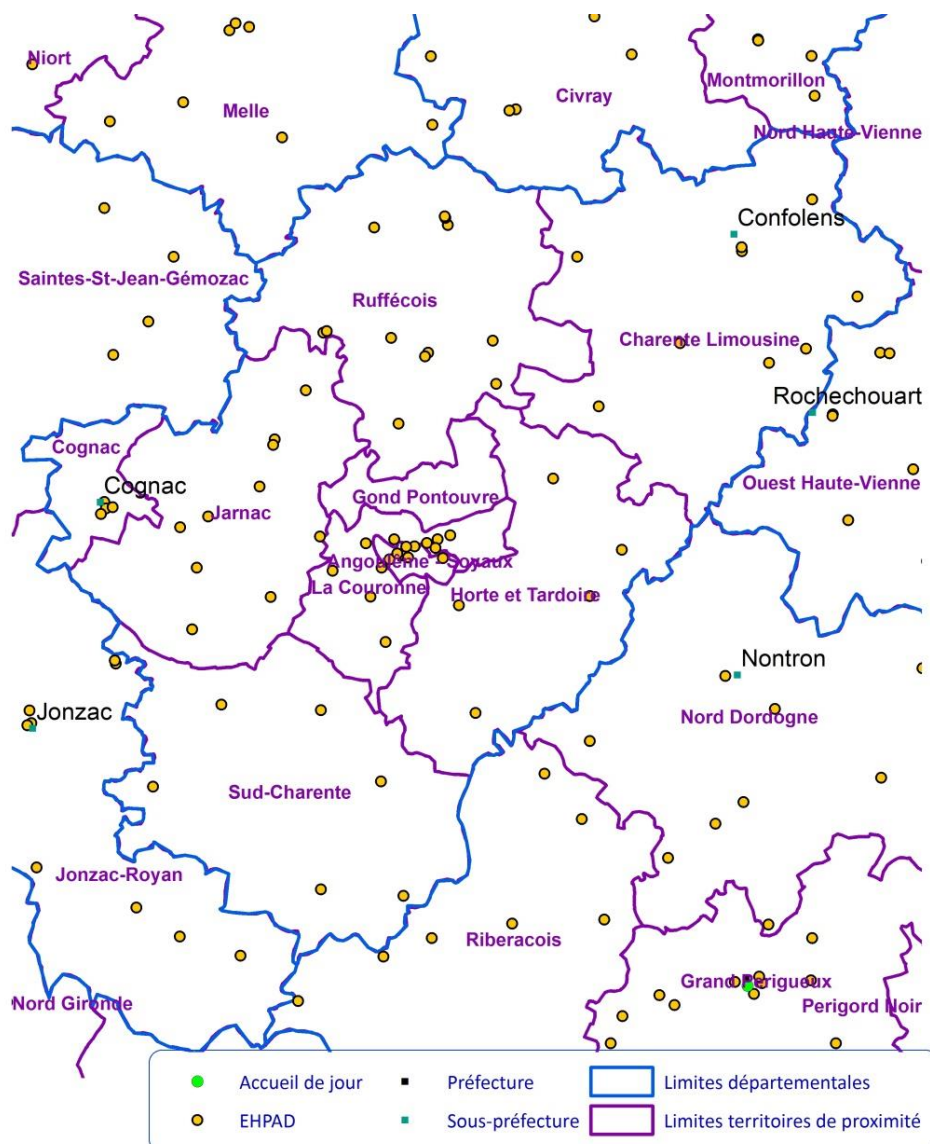 Niort
Melle
Civray
Montmorillon
Nord Haute-Vienne
Confolens
Saintes-St-Jean-Gémozac
Ruffécois
Charente Limousine
Rochechouart
Cognac
Cognac
Jarnac
Gond Pontouvre
Ouest Haute-Vienne
Angoulême - Soyaux
La Couronne
Horte et Tardoire
Nontron
Jonzac
Nord Dordogne
Sud-Charente
Jonzac-Royan
Riberacois
Grand Périgueux
Nord Gironde
Perigord Noir
Accueil de jour
Préfecture
Limites départementales
EHPAD
Sous-préfecture
Limites territoires de proximité